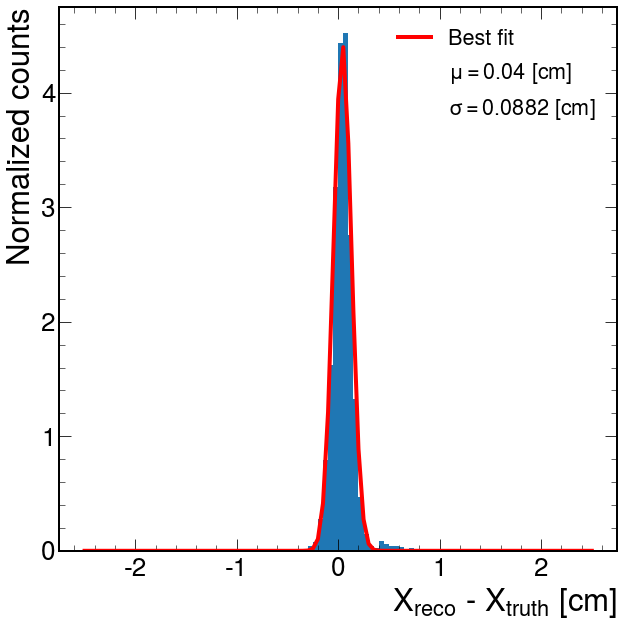 Normalized counts
Best fit
μ = 0.04 [cm]
σ = 0.0882 [cm]
4
3
2
1
0
-2 -1 0 1 2
X_reco - X_truth [cm]